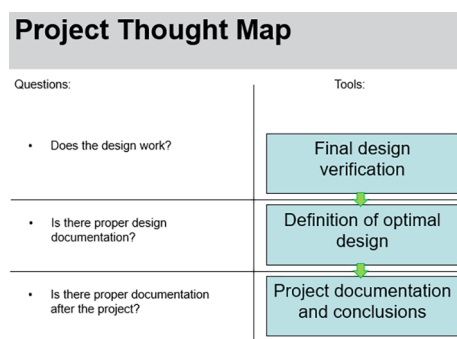 Project Thought Map
Questions:
Tools:
• Does the design work?
Final design
verification
• Is there proper design
documentation?
Definition of optimal
design
• Is there proper documentation
after the project?
Project documentation
and conclusions